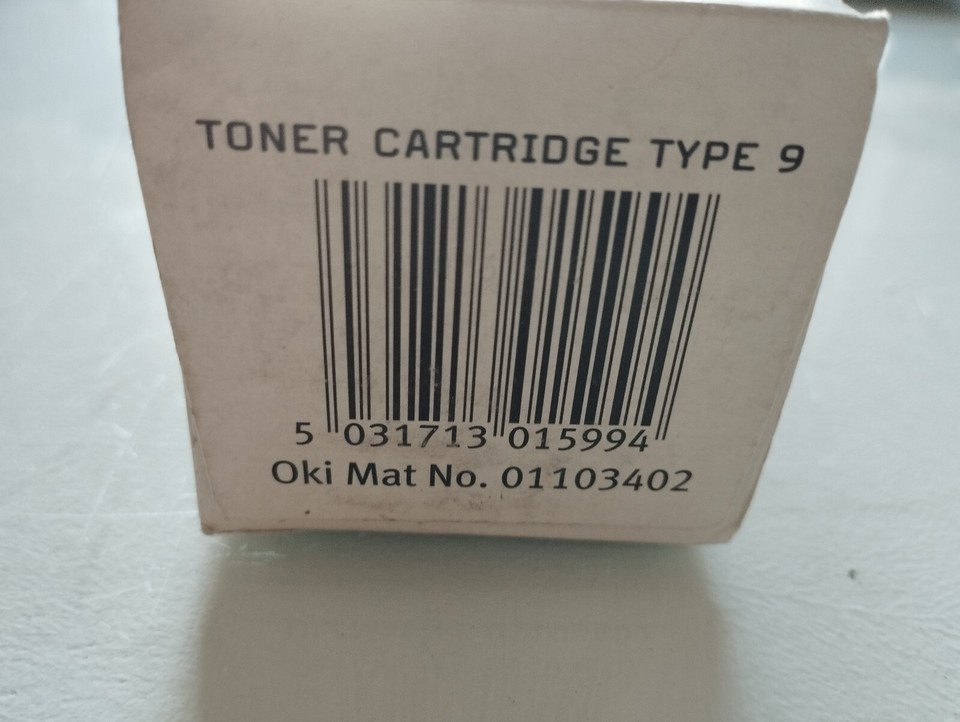 TONER CARTRIDGE TYPE 9
5 031713 015994
Oki Mat No. 01103402